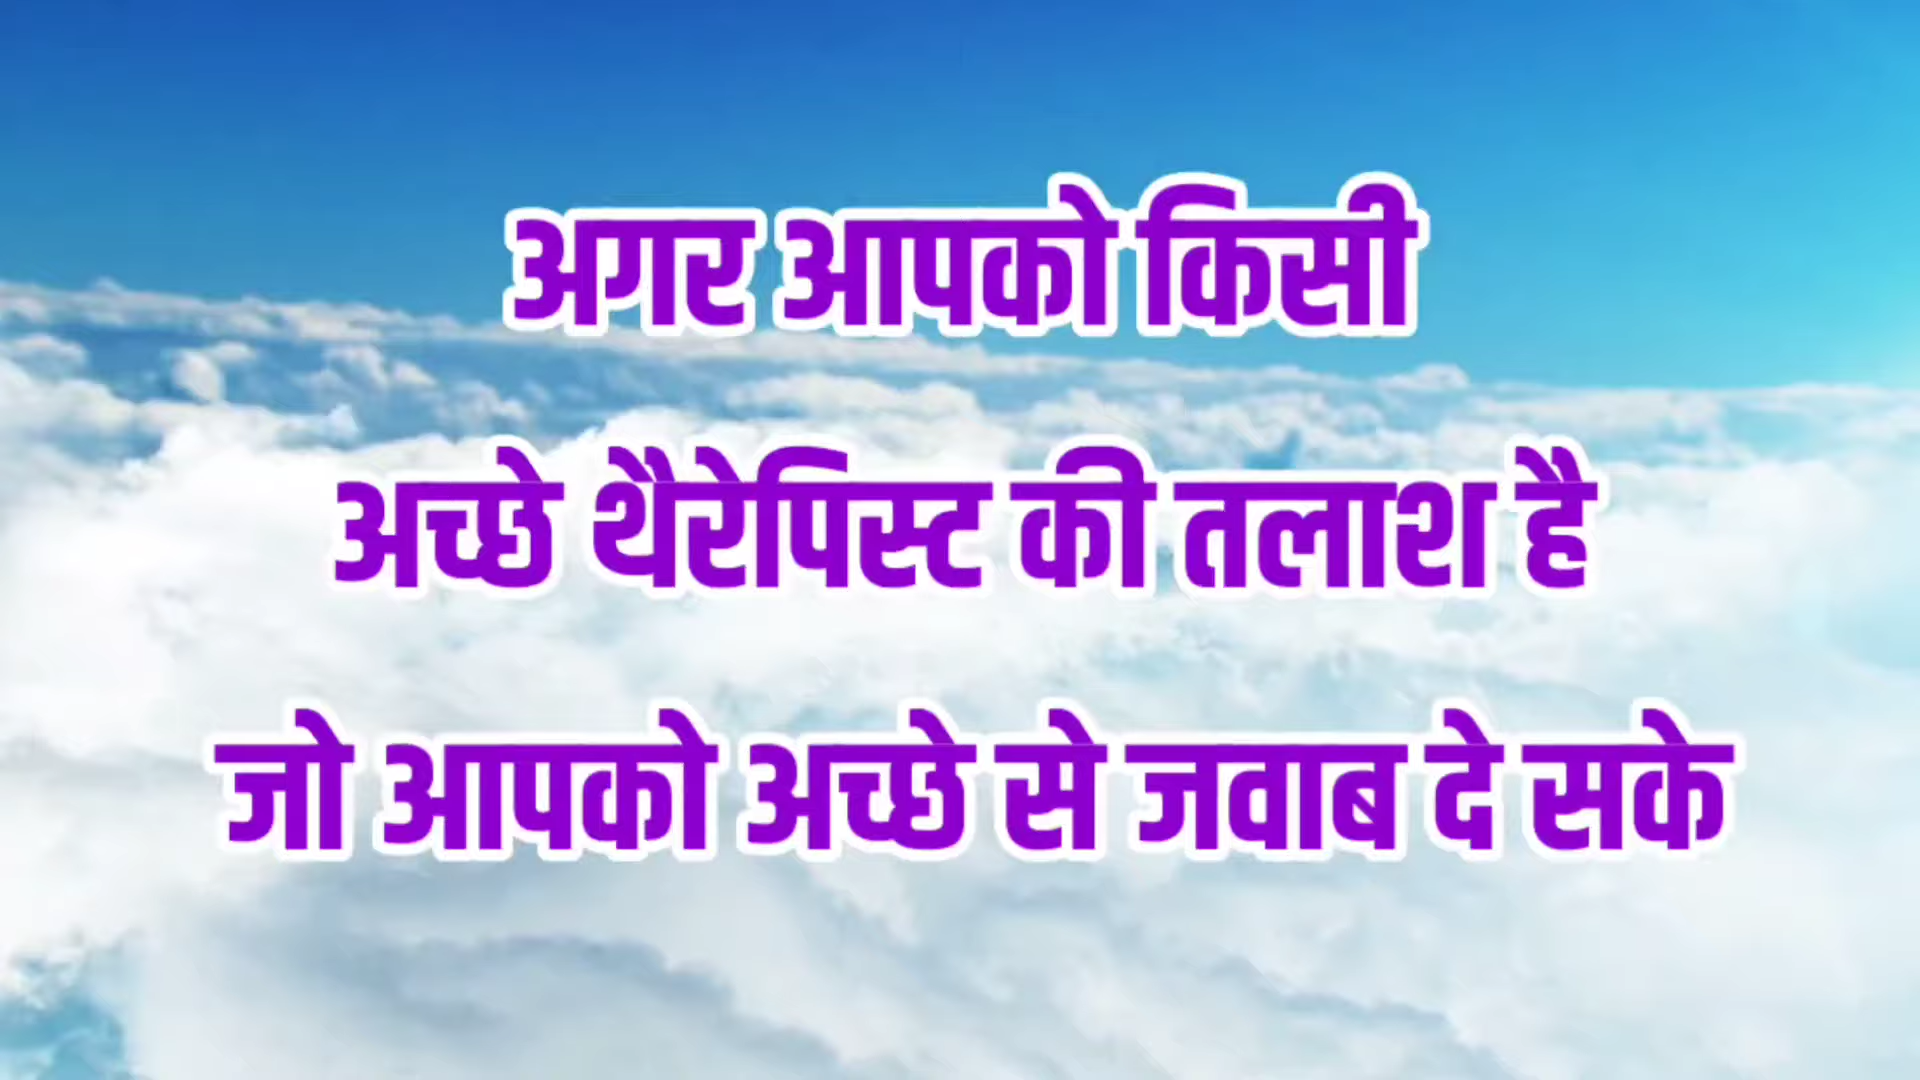 अगर आपको किसी
अच्छे थैरेपिस्ट की तलाश है
जो आपको अच्छे से जवाब दे सके